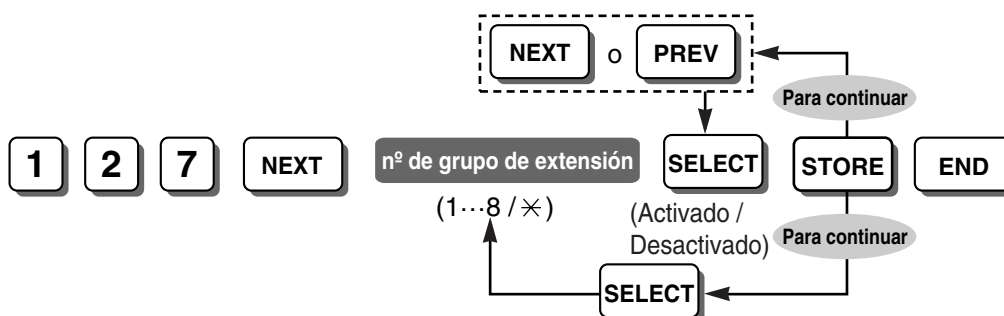 NEXT o PREV
Para continuar
1 2 7 NEXT nº de grupo de extensión SELECT STORE END
(1···8 / ✳)
(Activado /
Desactivado)
Para continuar
SELECT